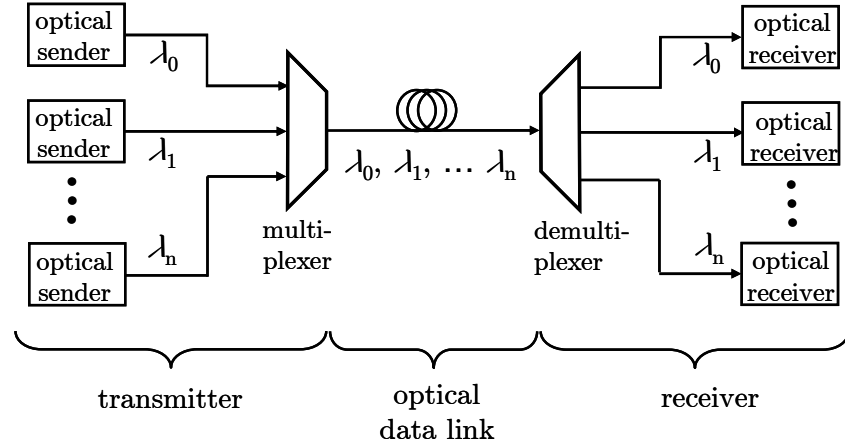 optical
sender
λ₀
optical
sender
λ₁
optical
sender
λₙ
multi-
plexer
λ₀, λ₁, ... λₙ
demulti-
plexer
λ₀
optical
receiver
λ₁
optical
receiver
λₙ
optical
receiver
transmitter
optical
data link
receiver